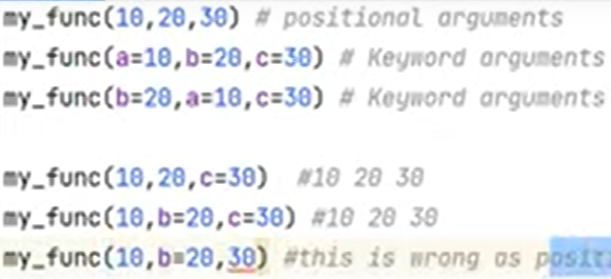 my_func(10,20,30) # positional arguments
my_func(a=10,b=20,c=30) # Keyword arguments
my_func(b=20,a=10,c=30) # Keyword arguments
my_func(10,20,c=30) #10 20 30
my_func(10,b=20,c=30) #10 20 30
my_func(10,b=20,30) #this is wrong as posit